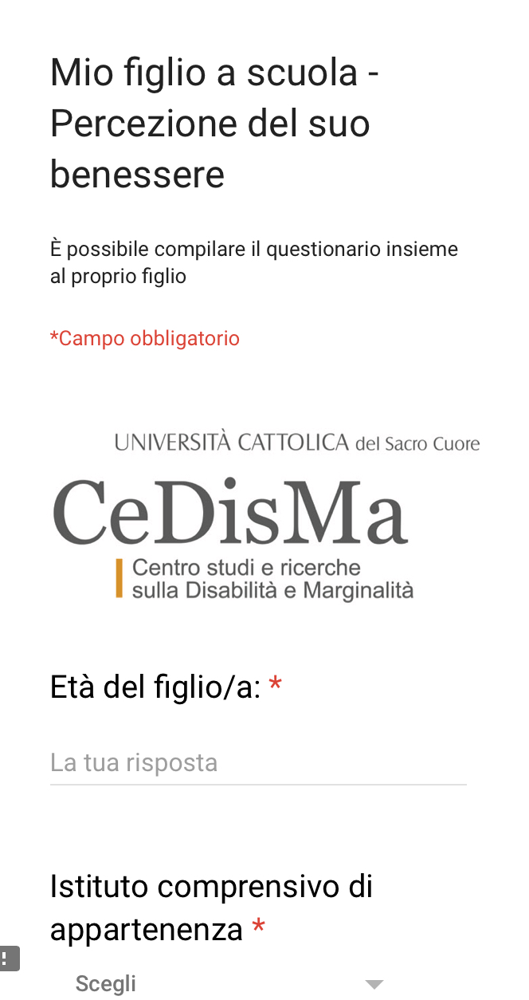 Mio figlio a scuola -
Percezione del suo
benessere
È possibile compilare il questionario insieme
al proprio figlio
*Campo obbligatorio
UNIVERSITÀ CATTOLICA del Sacro Cuore
CeDisMa
Centro studi e ricerche
sulla Disabilità e Marginalità
Età del figlio/a: *
La tua risposta
Istituto comprensivo di
appartenenza *
Scegli